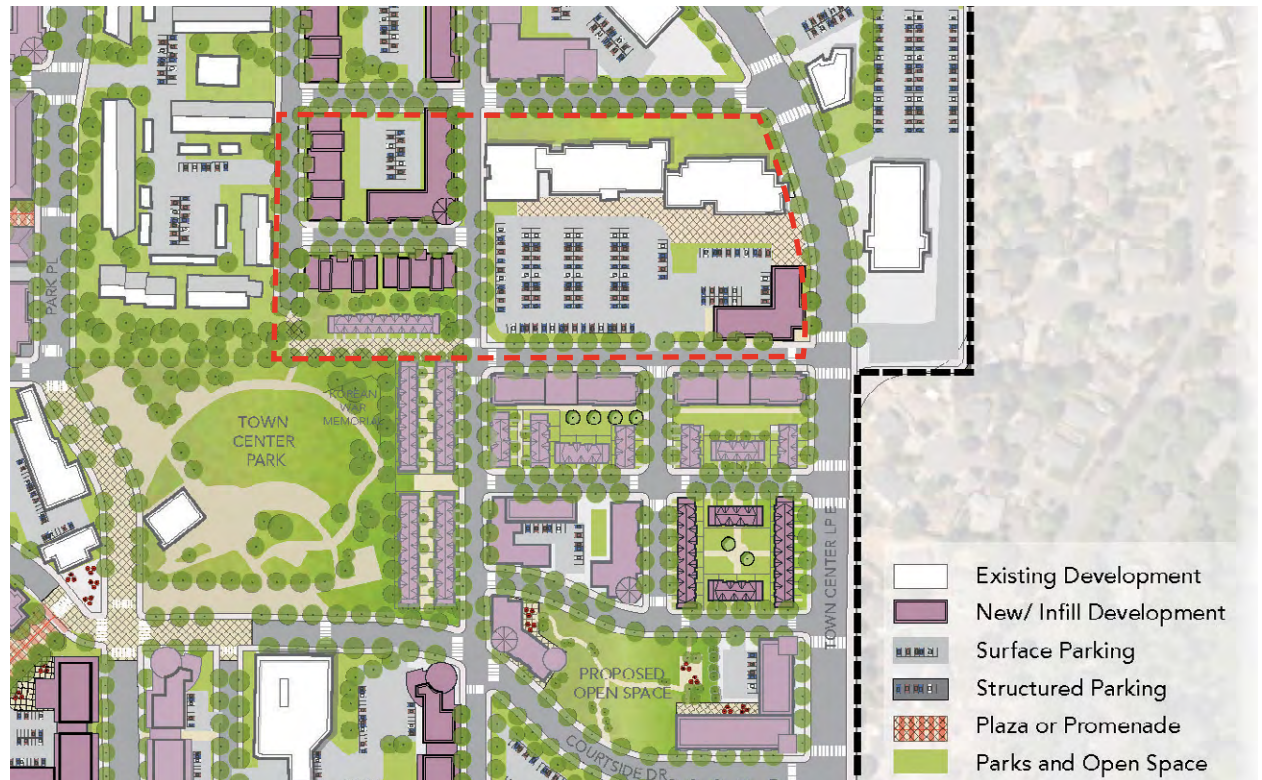 PARK PL
KOREAN
WAR
MEMORIAL
TOWN
CENTER
PARK
TOWN CENTER LP E
PROPOSED
OPEN SPACE
COURTSIDE DR
Existing Development
New/ Infill Development
Surface Parking
Structured Parking
Plaza or Promenade
Parks and Open Space